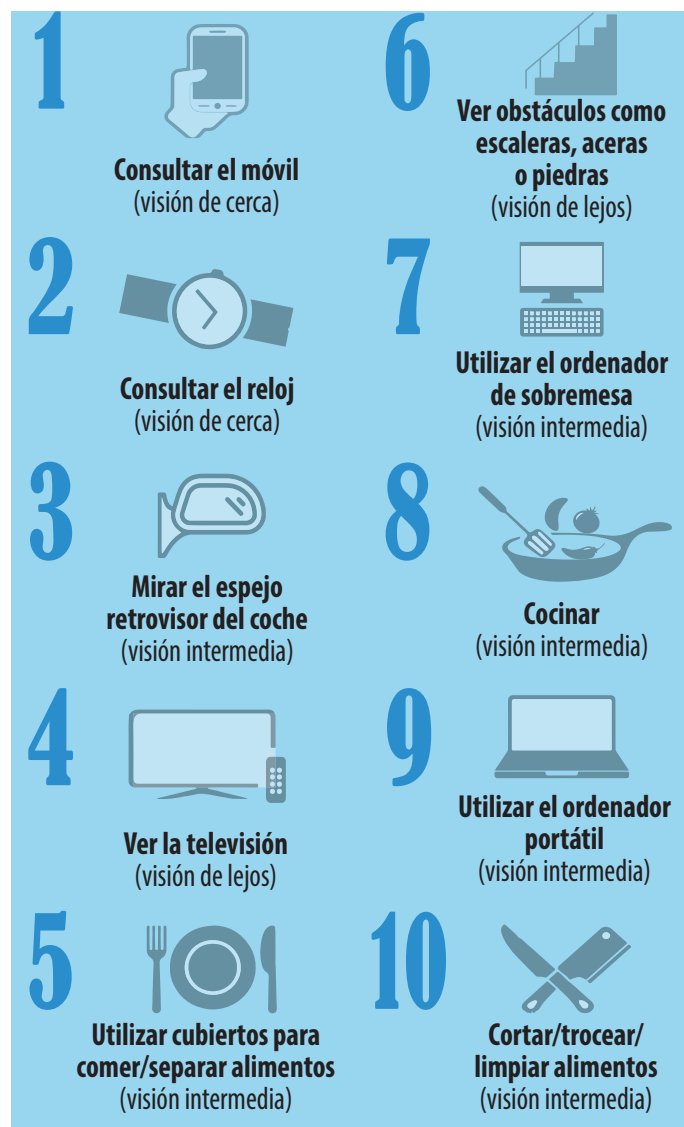 1
Consultar el móvil
(visión de cerca)
2
Consultar el reloj
(visión de cerca)
3
Mirar el espejo
retrovisor del coche
(visión intermedia)
4
Ver la televisión
(visión de lejos)
5
Utilizar cubiertos para
comer/separar alimentos
(visión intermedia)
6
Ver obstáculos como
escaleras, aceras
o piedras
(visión de lejos)
7
Utilizar el ordenador
de sobremesa
(visión intermedia)
8
Cocinar
(visión intermedia)
9
Utilizar el ordenador
portátil
(visión intermedia)
10
Cortar/trocear/
limpiar alimentos
(visión intermedia)